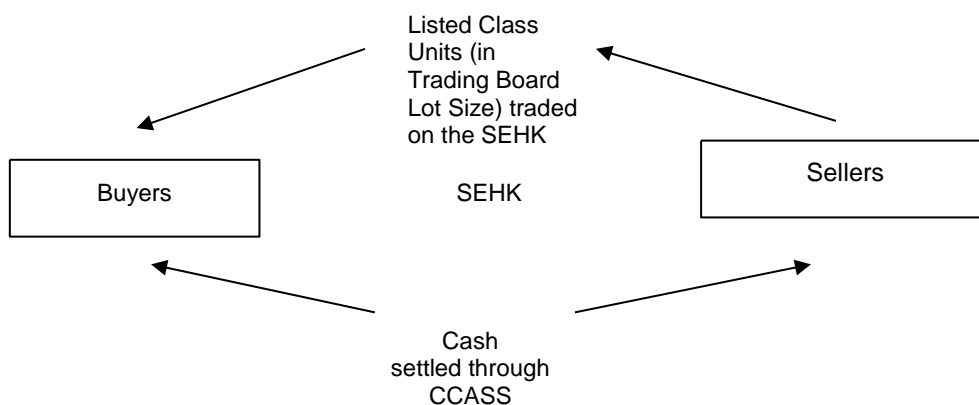 Listed Class
Units (in
Trading Board
Lot Size) traded
on the SEHK
Buyers
SEHK
Sellers
Cash
settled through
CCASS